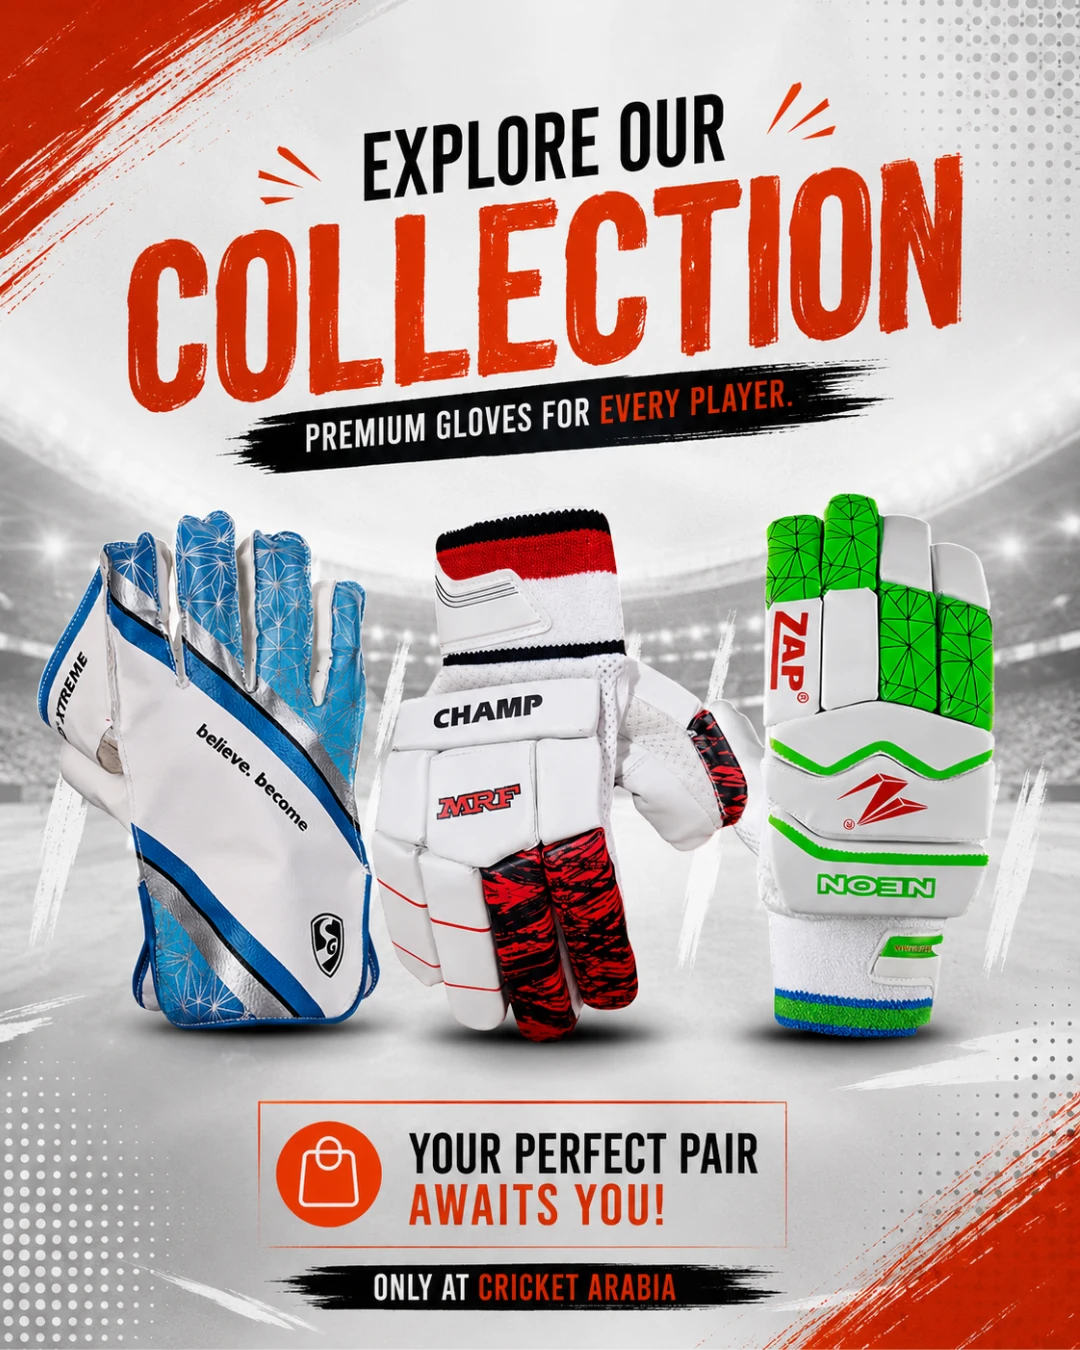 EXPLORE OUR
COLLECTION
PREMIUM GLOVES FOR EVERY PLAYER.
XTREME
believe. become
SG
CHAMP
MRF
ZAP®
®
NEON
YOUR PERFECT PAIR
AWAITS YOU!
ONLY AT CRICKET ARABIA